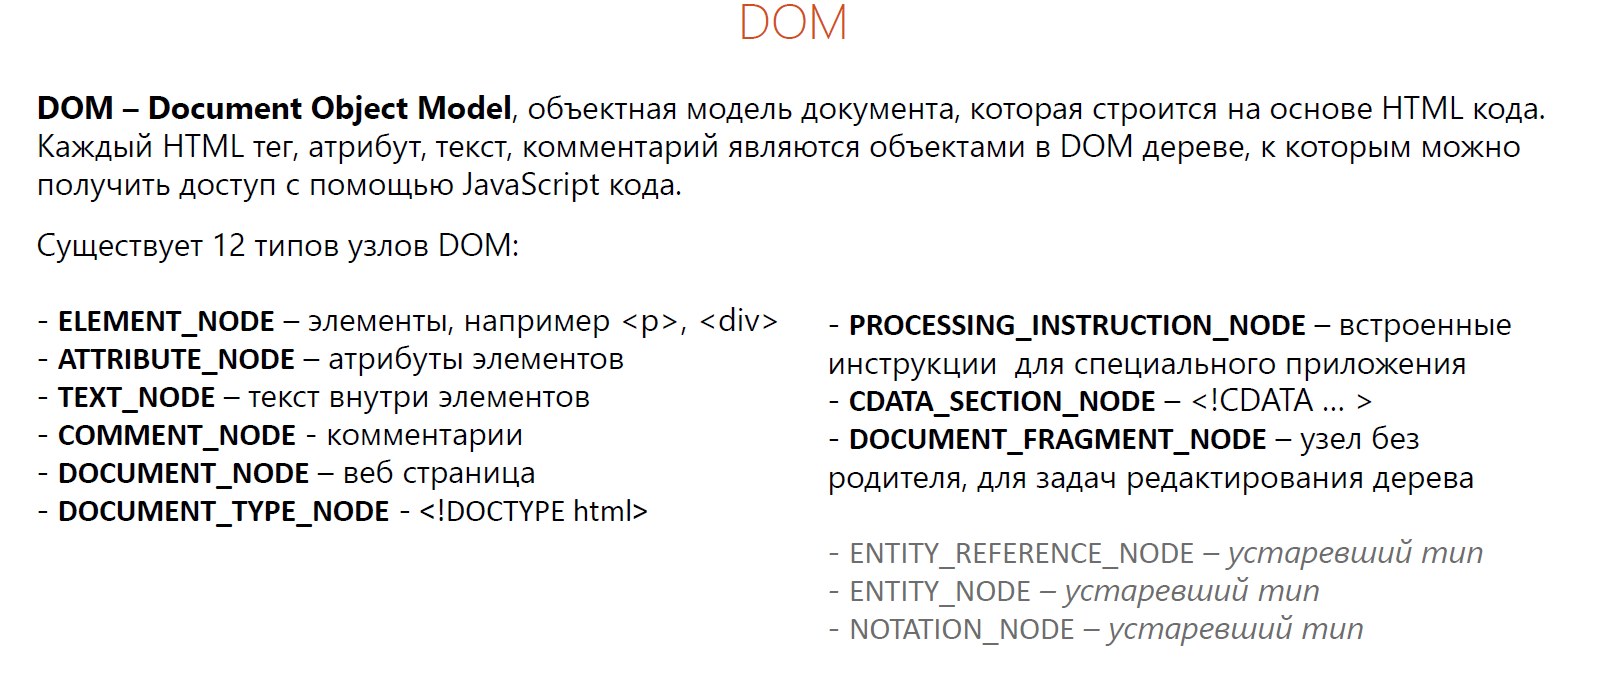 DOM
DOM – Document Object Model, объектная модель документа, которая строится на основе HTML кода.
Каждый HTML тег, атрибут, текст, комментарий являются объектами в DOM дереве, к которым можно
получить доступ с помощью JavaScript кода.
Существует 12 типов узлов DOM:
- ELEMENT_NODE – элементы, например <p>, <div>
- ATTRIBUTE_NODE – атрибуты элементов
- TEXT_NODE – текст внутри элементов
- COMMENT_NODE - комментарии
- DOCUMENT_NODE – веб страница
- DOCUMENT_TYPE_NODE - <!DOCTYPE html>
- PROCESSING_INSTRUCTION_NODE – встроенные
инструкции  для специального приложения
- CDATA_SECTION_NODE – <!CDATA … >
- DOCUMENT_FRAGMENT_NODE – узел без
родителя, для задач редактирования дерева
- ENTITY_REFERENCE_NODE – устаревший тип
- ENTITY_NODE – устаревший тип
- NOTATION_NODE – устаревший тип